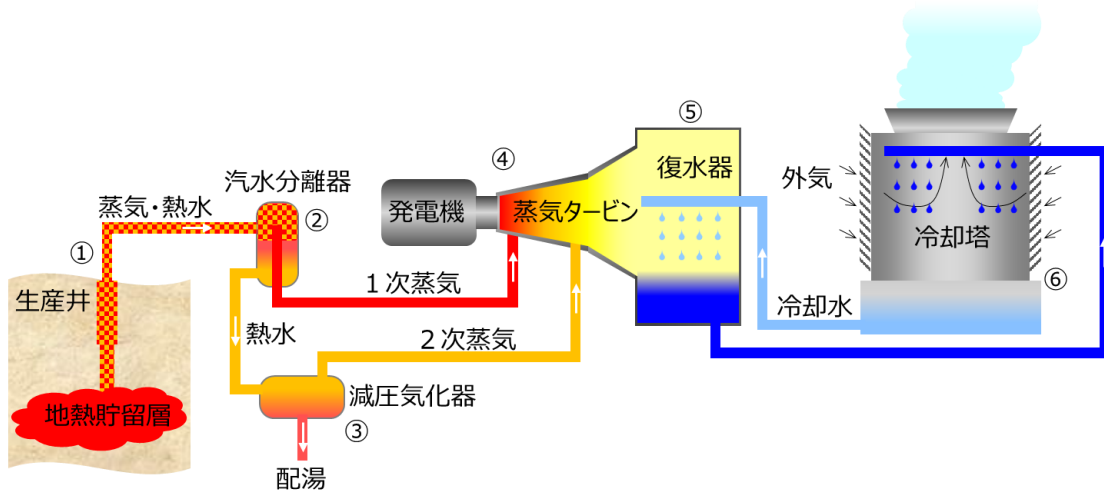 ⑤
④
復水器
外気
汽水分離器
蒸気・熱水
②
発電機
蒸気タービン
冷却塔
①
⑥
生産井
１次蒸気
冷却水
熱水
２次蒸気
減圧気化器
地熱貯留層
③
配湯